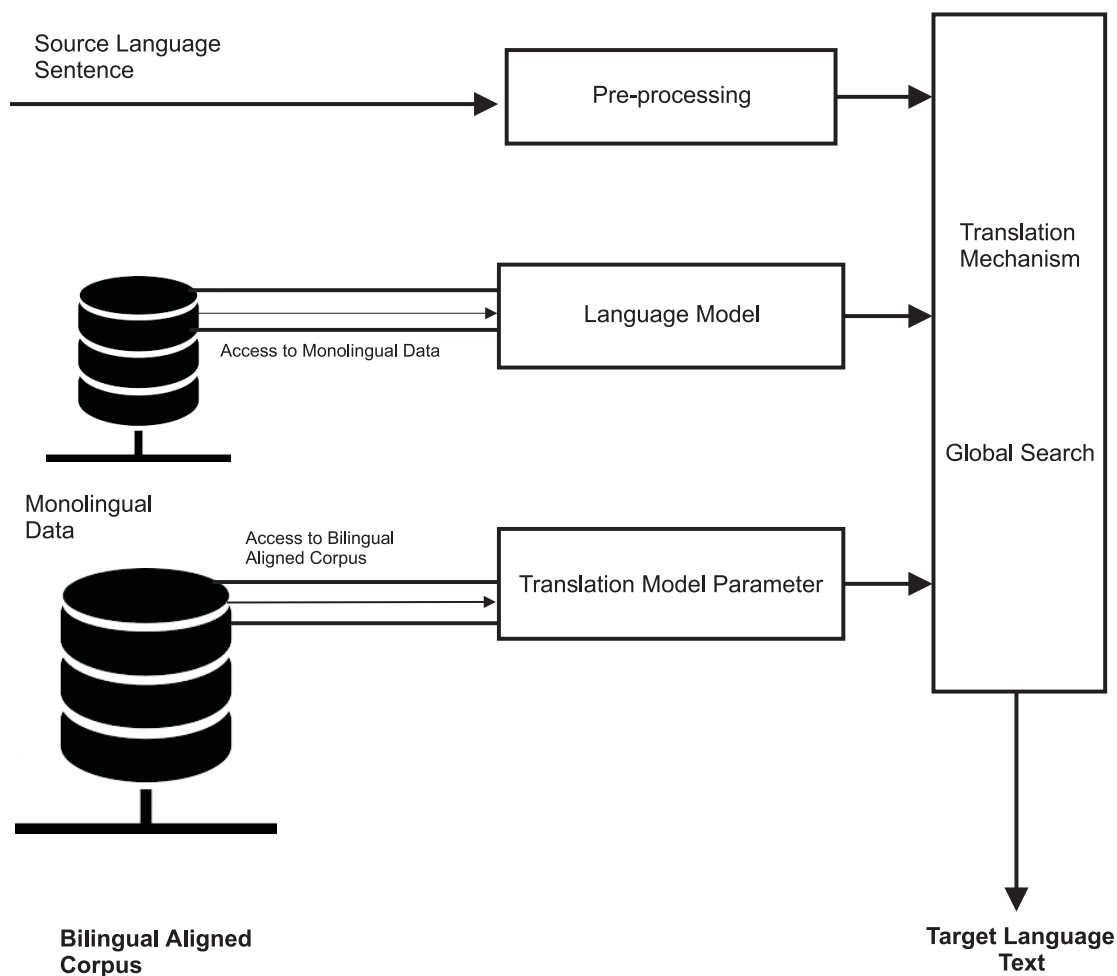 Source Language
Sentence
Pre-processing
Translation
Mechanism
Language Model
Access to Monolingual Data
Global Search
Monolingual
Data
Access to Bilingual
Aligned Corpus
Translation Model Parameter
Bilingual Aligned
Corpus
Target Language
Text